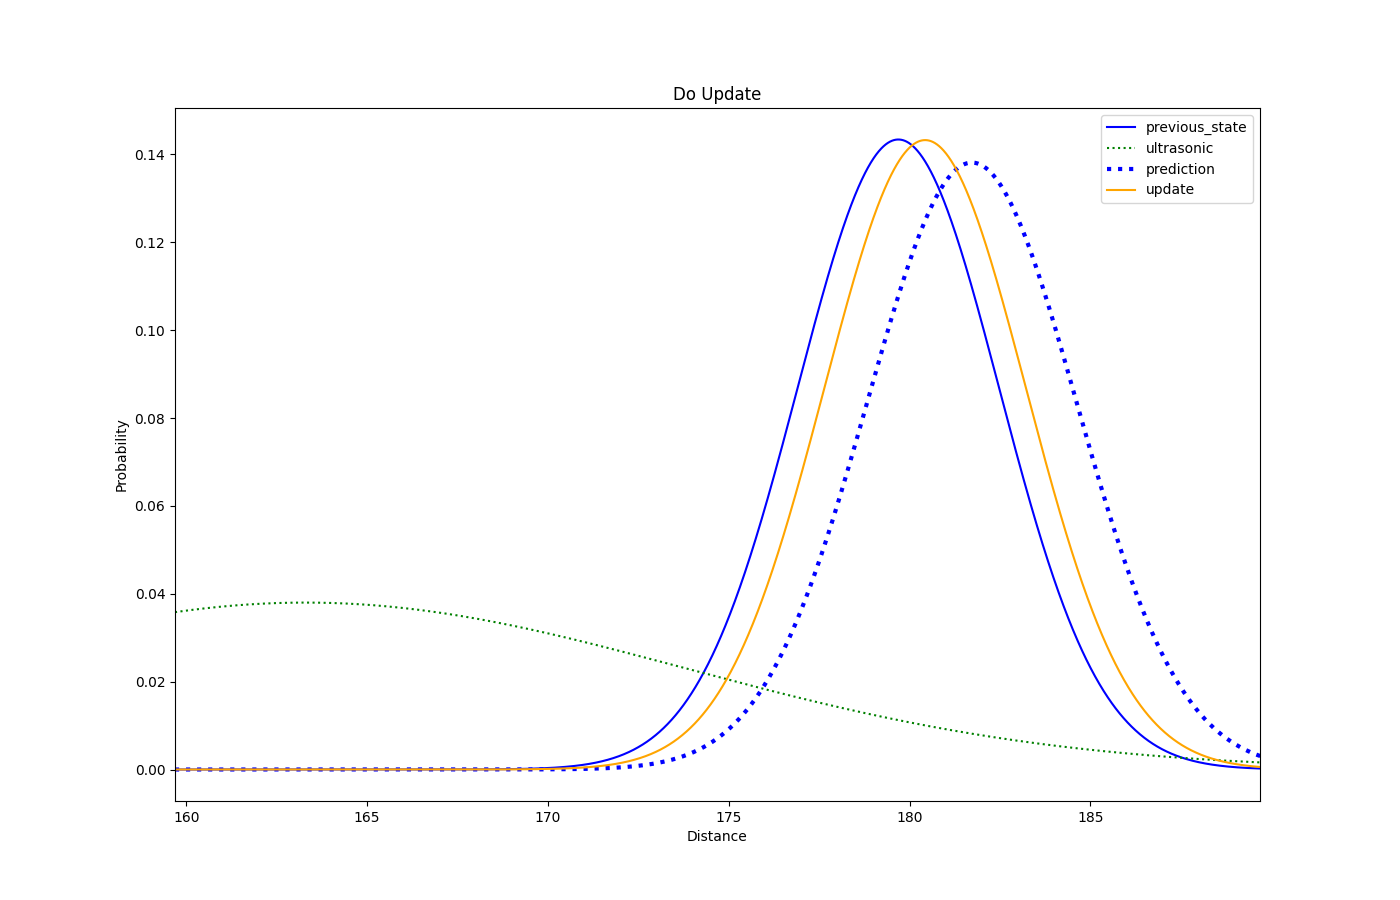 Do Update
previous_state
ultrasonic
prediction
update
0.14
0.12
0.10
0.08
0.06
0.04
0.02
0.00
Probability
160
165
170
175
180
185
Distance